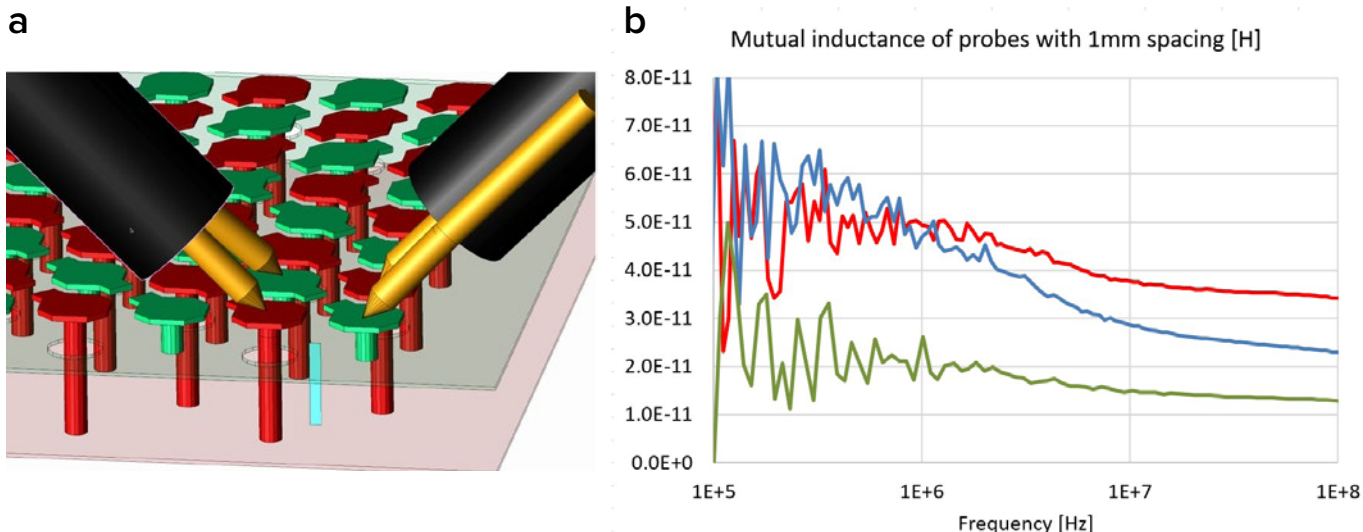 a
b
Mutual inductance of probes with 1mm spacing [H]
8.0E-11
7.0E-11
6.0E-11
5.0E-11
4.0E-11
3.0E-11
2.0E-11
1.0E-11
0.0E+0
1E+5 1E+6 1E+7 1E+8
Frequency [Hz]